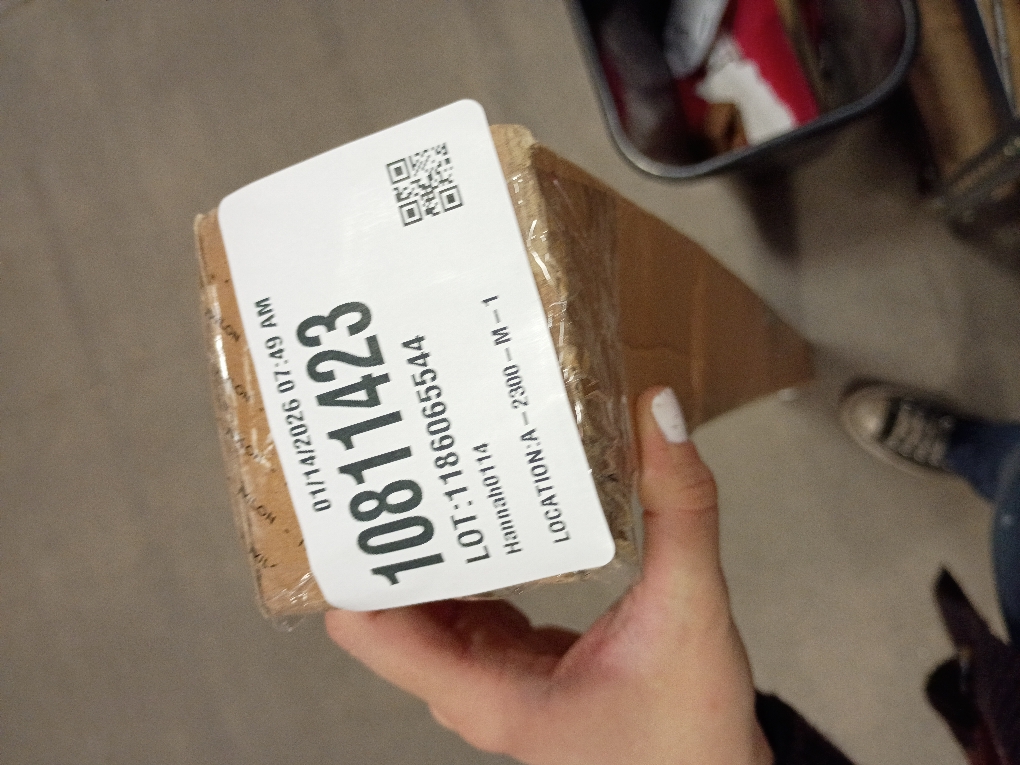 01/14/2026 07:49 AM
10811423
LOT:1186065544
Hannah0114
LOCATION:A-2300-M-1